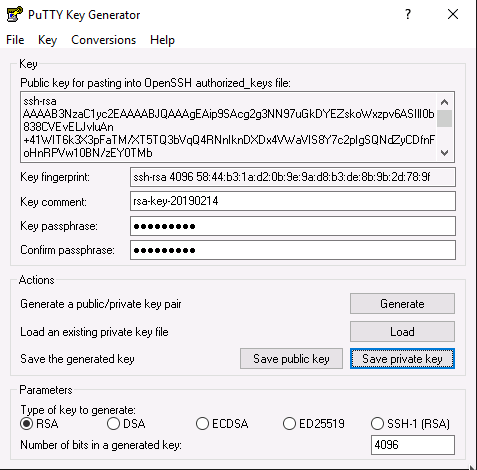 PuTTY Key Generator
File Key Conversions Help
Key
Public key for pasting into OpenSSH authorized_keys file:
ssh-rsa
838CVEvELJvluAn
Key fingerprint: ssh-rsa 4096 58:44:b3:1a:d2:0b:9e:9a:d8:b3:de:8b:9b:2d:78:9f
Key comment: rsa-key-20190214
Key passphrase:
Confirm passphrase:
Actions
Generate a public/private key pair Generate
Load an existing private key file Load
Save the generated key Save public key Save private key
Parameters
Type of key to generate:
RSA DSA ECDSA ED25519 SSH-1 (RSA)
Number of bits in a generated key: 4096